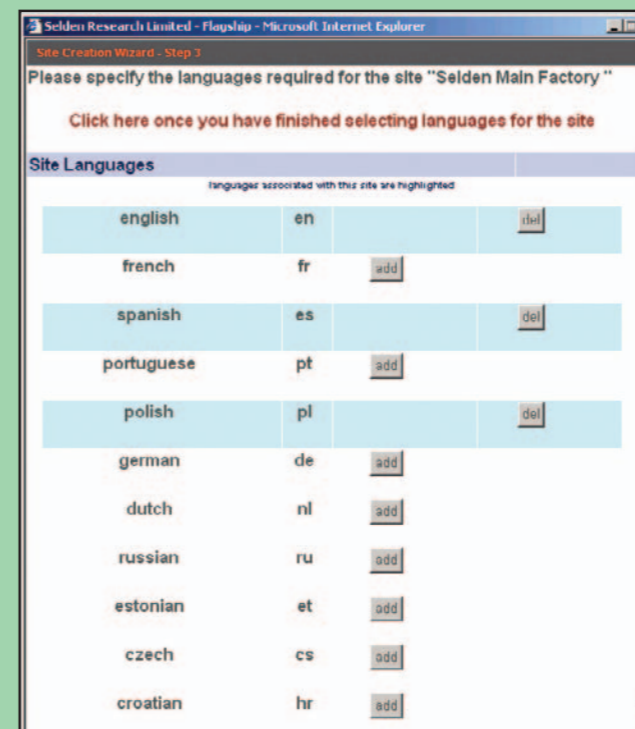 Selden Research Limited - Flagship - Microsoft Internet Explorer
Site Creation Wizard - Step 3
Please specify the languages required for the site "Selden Main Factory "
Click here once you have finished selecting languages for the site
Site Languages
languages associated with this site are highlighted
english en del
french fr add
spanish es del
portuguese pt add
polish pl del
german de add
dutch nl add
russian ru add
estonian et add
czech cs add
croatian hr add